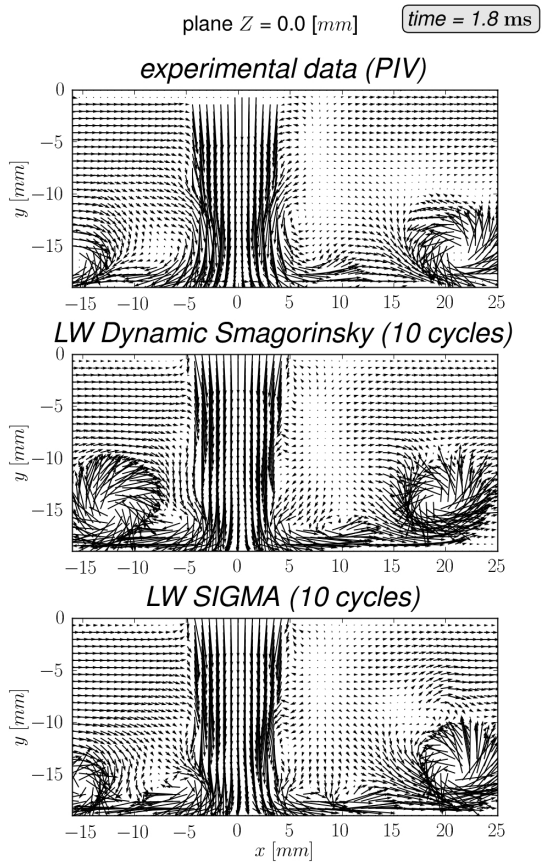 plane Z = 0.0 [mm]
time = 1.8 ms
experimental data (PIV)
0
−5
−10
−15
y [mm]
−15 −10 −5 0 5 10 15 20 25
LW Dynamic Smagorinsky (10 cycles)
0
−5
−10
−15
y [mm]
−15 −10 −5 0 5 10 15 20 25
LW SIGMA (10 cycles)
0
−5
−10
−15
y [mm]
−15 −10 −5 0 5 10 15 20 25
x [mm]